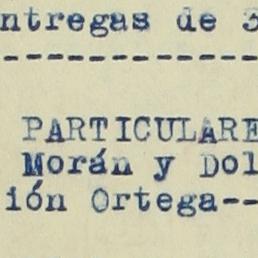 ntregas de 3
------------
PARTICULARE
Morán y Dol
ión Ortega--